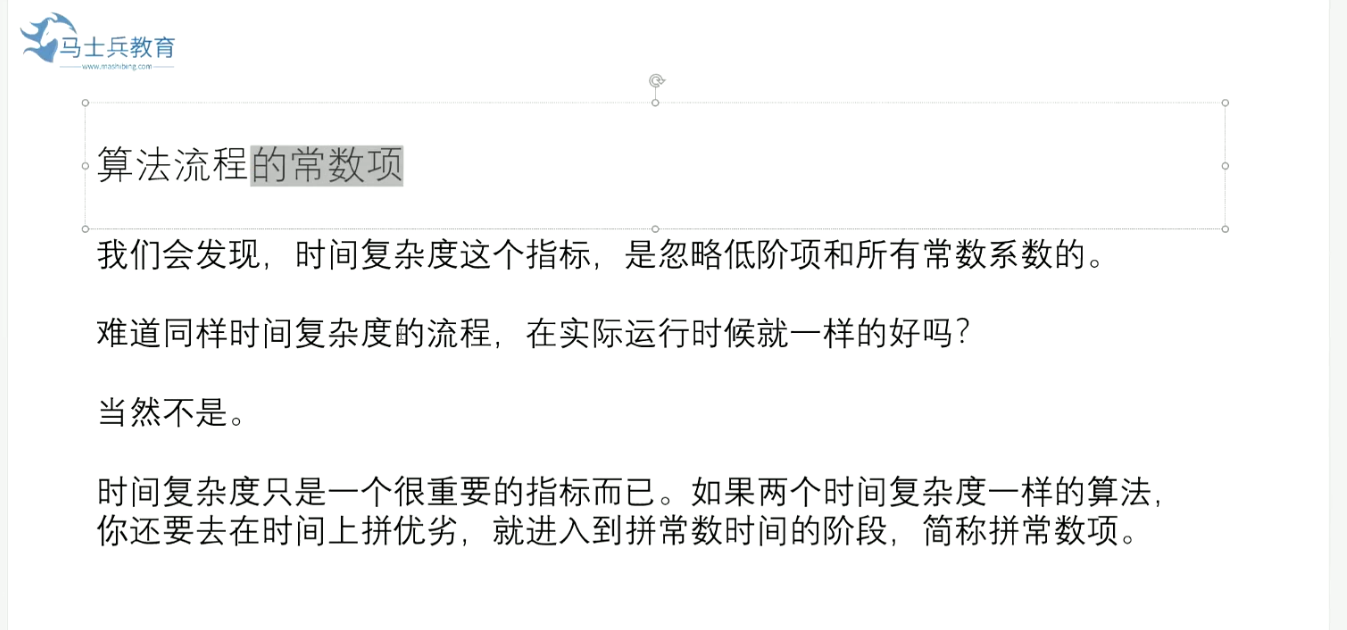 马士兵教育
www.mashibing.com
算法流程的常数项
我们会发现，时间复杂度这个指标，是忽略低阶项和所有常数系数的。
难道同样时间复杂度的流程，在实际运行时候就一样的好吗？
当然不是。
时间复杂度只是一个很重要的指标而已。如果两个时间复杂度一样的算法，
你还要去在时间上拼优劣，就进入到拼常数时间的阶段，简称拼常数项。